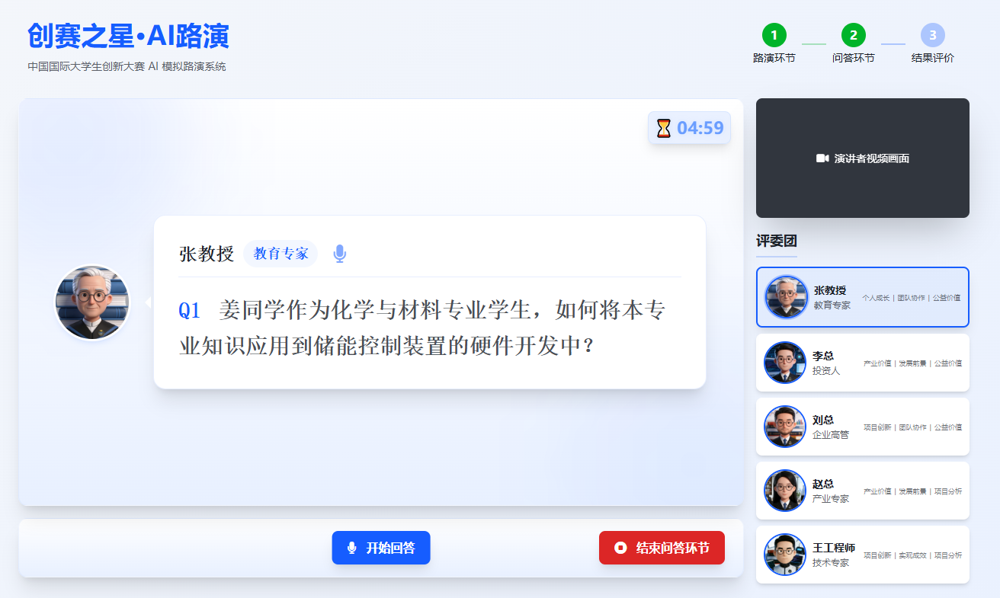 创赛之星•AI路演
中国国际大学生创新大赛 AI 模拟路演系统
1
2
3
路演环节
问答环节
结果评价
04:59
张教授 教育专家
Q1 姜同学作为化学与材料专业学生，如何将本专
业知识应用到储能控制装置的硬件开发中？
开始回答
结束问答环节
演讲者视频画面
评委团
张教授
教育专家
个人成长 | 团队协作 | 公益价值
李总
投资人
产业价值 | 发展前景 | 公益价值
刘总
企业高管
项目创新 | 团队协作 | 公益价值
赵总
产业专家
产业价值 | 发展前景 | 项目分析
王工程师
技术专家
项目创新 | 实现成效 | 项目分析